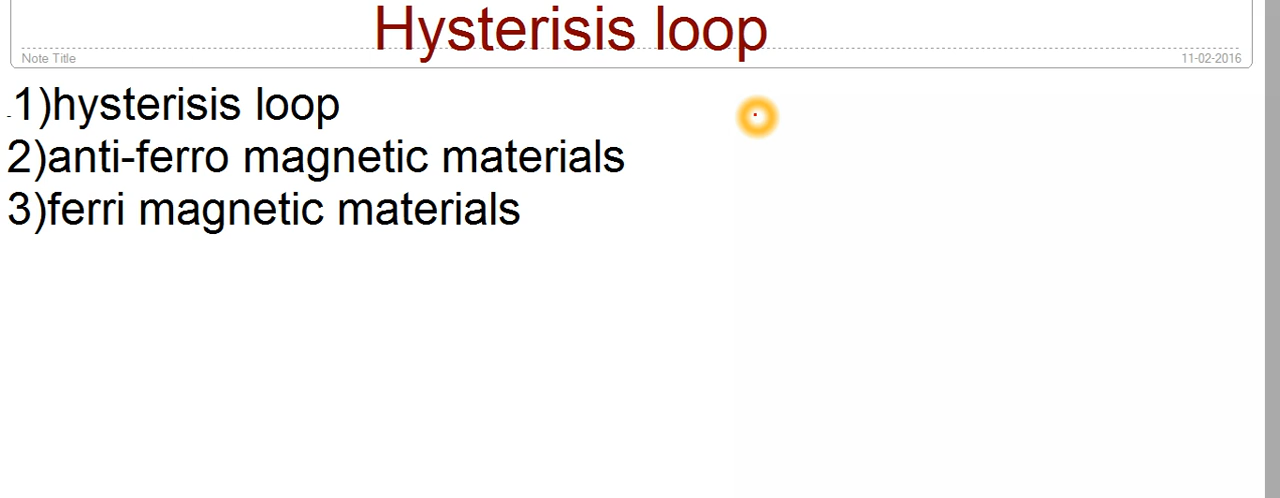 Hysterisis loop
Note Title
11-02-2016
1)hysterisis loop
2)anti-ferro magnetic materials
3)ferri magnetic materials